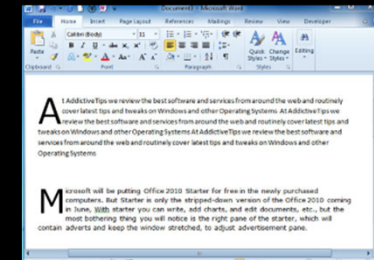 Document3 - Microsoft Word
File Home Insert Page Layout References Mailings Review View Developer
Calibri (Body) 11
Paste
Quick Styles
Change Styles
Editing
Clipboard Font Paragraph Styles
At AddictiveTips we review the best software and services from around the web and routinely
cover latest tips and tweaks on Windows and other Operating Systems. At AddictiveTips we
review the best software and services from around the web and routinely cover latest tips and
tweaks on Windows and other Operating Systems At AddictiveTips we review the best software and
services from around the web and routinely cover latest tips and tweaks on Windows and other
Operating Systems
Microsoft will be putting Office 2010 Starter for free in the newly purchased
computers. But Starter is only the stripped-down version of the Office 2010 coming
in June, With starter you can write, add charts, and edit documents, etc., but the
most bothering thing you will notice is the right pane of the starter, which will
contain adverts and keep the window stretched, to adjust advertisement pane.